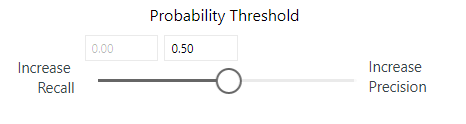 Probability Threshold
0.00 0.50
Increase
Recall
Increase
Precision